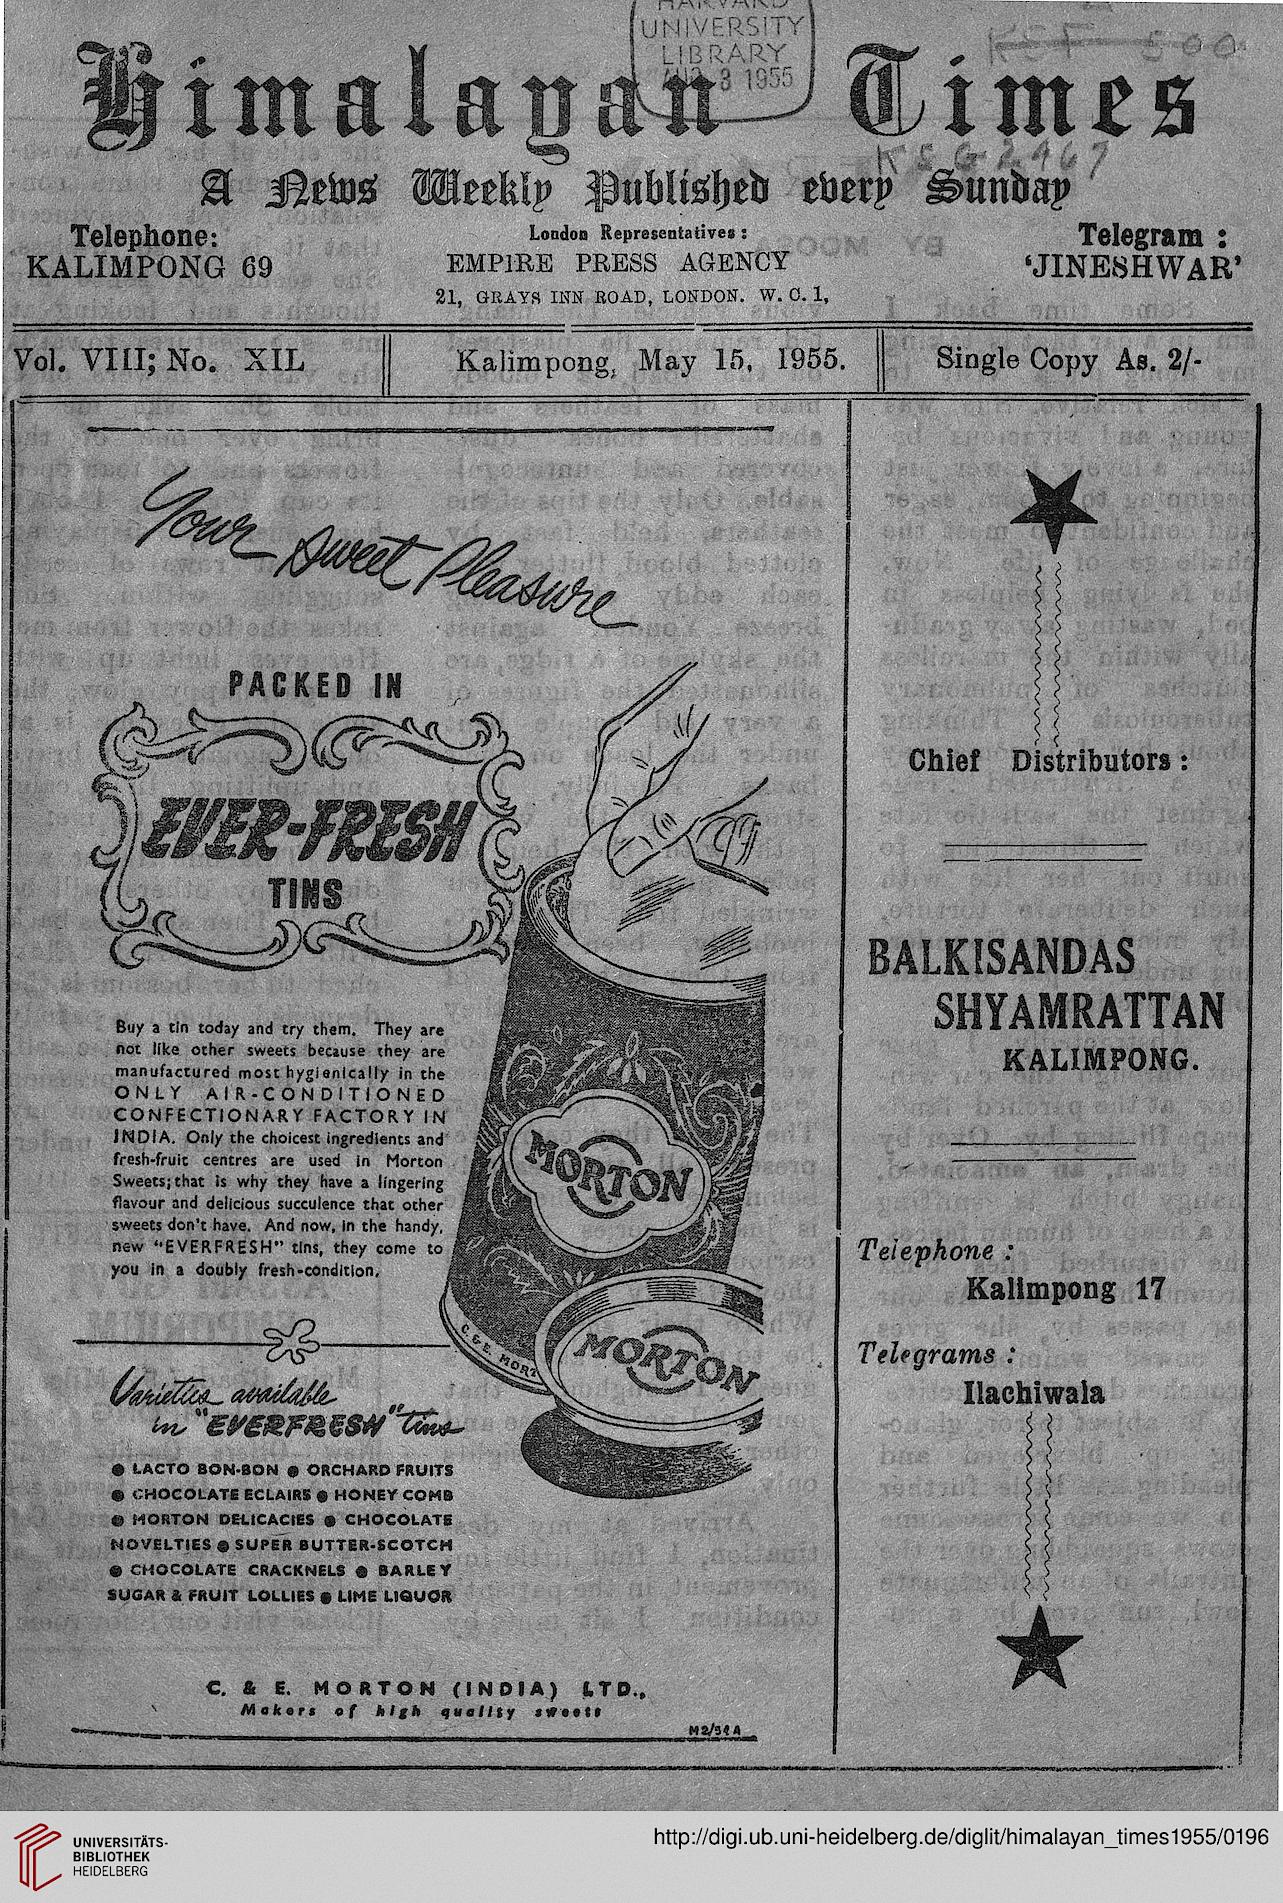 HARVARD
UNIVERSITY
LIBRARY
AUG 3 1955
KSF 500
Himalayan Times
KSG 2467
A News Weekly Published every Sunday
Telephone:
KALIMPONG 69
London Representatives:
EMPIRE PRESS AGENCY
21, GRAYS INN ROAD, LONDON. W. C. 1,
Telegram :
‘JINESHWAR’
Vol. VIII; No. XIL
Kalimpong, May 15, 1955.
Single Copy As. 2/-
Your Sweet Pleasure
PACKED IN
EVER-FRESH
TINS
Buy a tin today and try them. They are
not like other sweets because they are
manufactured most hygienically in the
ONLY AIR-CONDITIONED
CONFECTIONARY FACTORY IN
INDIA. Only the choicest ingredients and
fresh-fruit centres are used in Morton
Sweets; that is why they have a lingering
flavour and delicious succulence that other
sweets don't have. And now, in the handy,
new “EVERFRESH” tins, they come to
you in a doubly fresh-condition.
MORTON
C. & E. MORT
MORTON
Varieties available
in "EVERFRESH" tins
● LACTO BON-BON ● ORCHARD FRUITS
● CHOCOLATE ECLAIRS ● HONEY COMB
● MORTON DELICACIES ● CHOCOLATE
NOVELTIES ● SUPER BUTTER-SCOTCH
● CHOCOLATE CRACKNELS ● BARLEY
SUGAR & FRUIT LOLLIES ● LIME LIQUOR
C. & E. MORTON (INDIA) LTD.,
Makers of high quality sweets
M2/54A
Chief Distributors :
BALKISANDAS
SHYAMRATTAN
KALIMPONG.
Telephone :
Kalimpong 17
Telegrams :
Ilachiwala
UNIVERSITÄTS-
BIBLIOTHEK
HEIDELBERG
http://digi.ub.uni-heidelberg.de/diglit/himalayan_times1955/0196